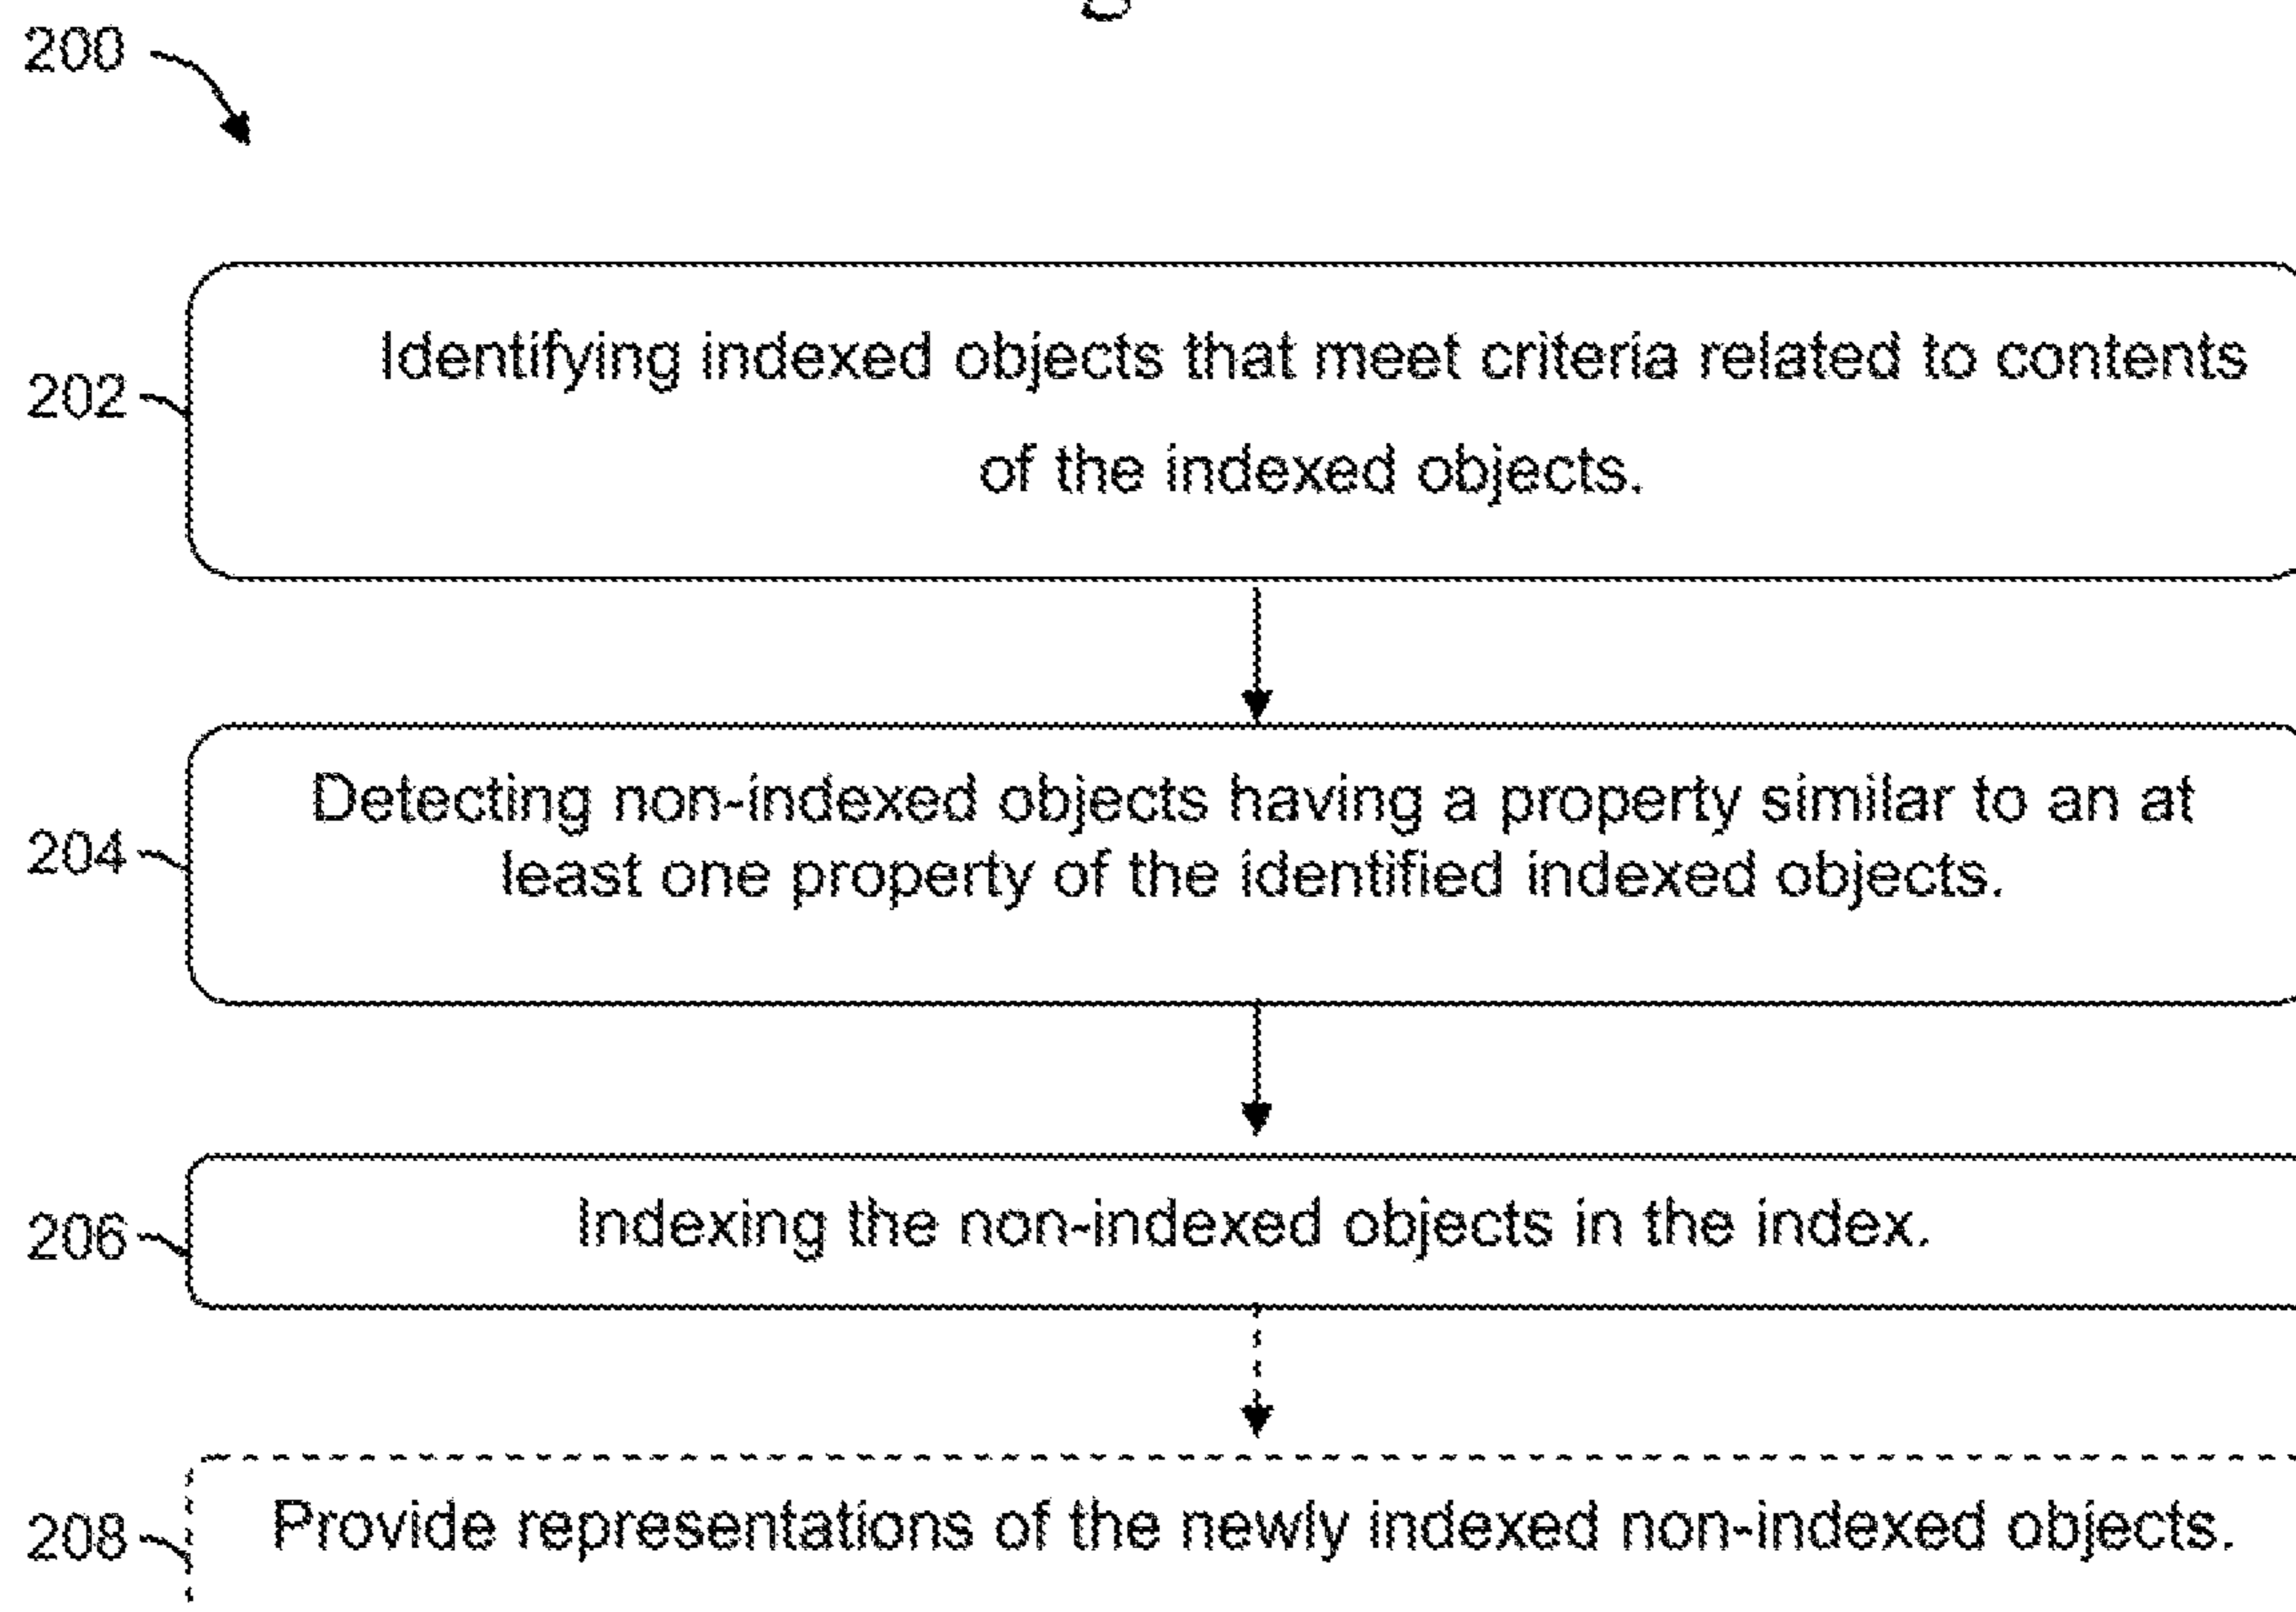 200
202
Identifying indexed objects that meet criteria related to contents
of the indexed objects.
204
Detecting non-indexed objects having a property similar to an at
least one property of the identified indexed objects.
206
Indexing the non-indexed objects in the index.
208
Provide representations of the newly indexed non-indexed objects.